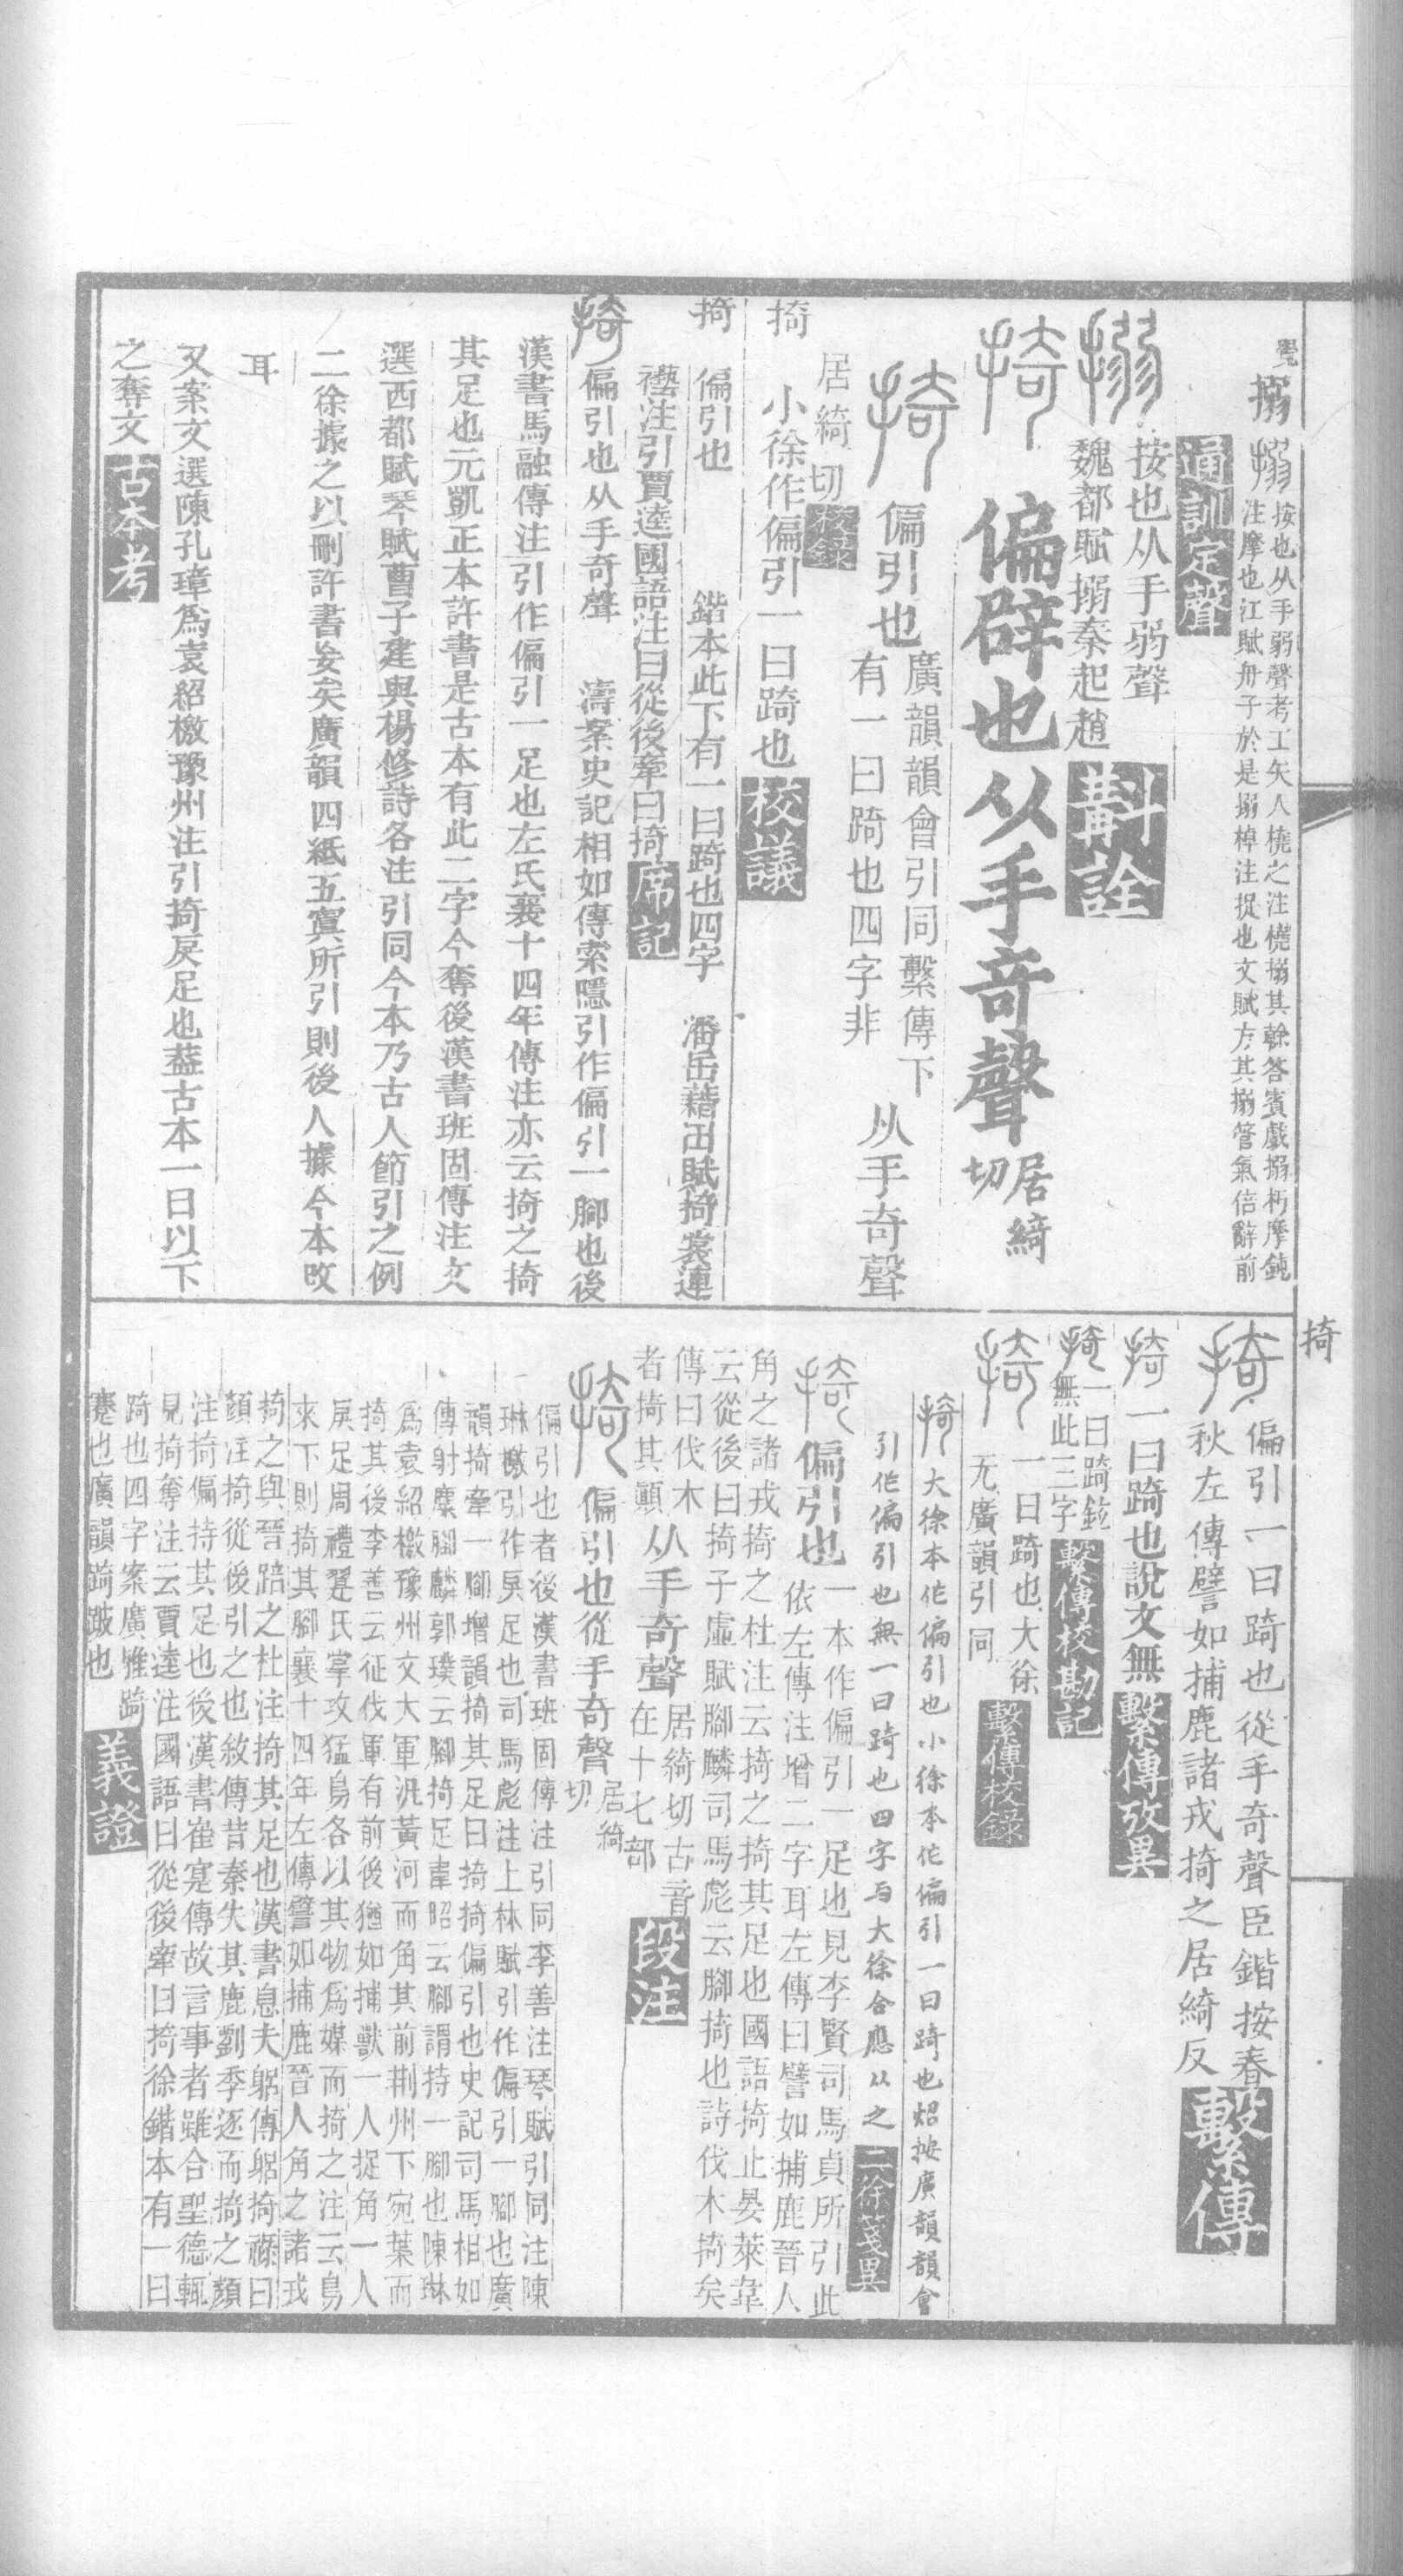 覺
搦 搦 按也从手弱聲考工矢人橈之注橈搦其榦答賓戲搦朽摩鈍
注摩也江賦舟子於是搦棹注捉也文賦方其搦管氣倍辭前
通訓定聲
搦 按也从手弱聲
魏都賦搦秦起趙 斠詮
掎 偏辟也从手奇聲 居綺
切
掎 偏引也 廣韻韻會引同繫傳下
有一曰踦也四字非 从手奇聲
居綺切 校録
掎 小徐作偏引一曰踦也 校議
掎 偏引也 鍇本此下有一曰踦也四字 潘岳藉田賦掎裳連
襼注引賈逵國語注曰從後牽曰掎 席記
掎 偏引也从手奇聲 濤案史記相如傳索隱引作偏引一腳也後
漢書馬融傳注引作偏引一足也左氏襄十四年傳注亦云掎之掎
其足也元凱正本許書是古本有此二字今奪後漢書班固傳注文
選西都賦琴賦曹子建與楊修詩各注引同今本乃古人節引之例
二徐據之以刪許書妄矣廣韻四紙五寘所引則後人據今本改
耳
又案文選陳孔璋爲袁紹檄豫州注引掎戾足也葢古本一曰以下
之奪文 古本考
掎
掎 偏引一曰踦也從手奇聲臣鍇按春
秋左傳譬如捕鹿諸戎掎之居綺反 繫傳
掎 一曰踦也說文無 繫傳攷異
掎 一曰踦鉉
無此三字 繫傳校勘記
掎 一曰踦也大徐
无廣韻引同 繫傳校録
掎 大徐本作偏引也小徐本作偏引一曰踦也炤按廣韻韻會
引作偏引也無一曰踦也四字与大徐合應从之 二徐箋異
掎 偏引也 一本作偏引一足也見李賢司馬貞所引此
依左傳注增二字耳左傳曰譬如捕鹿晉人
角之諸戎掎之杜注云掎之掎其足也國語掎止晏萊韋
云從後曰掎子虛賦腳麟司馬彪云腳掎也詩伐木掎矣
傳曰伐木
者掎其顚 从手奇聲 居綺切古音
在十七部 段注
掎 偏引也從手奇聲 居綺
切
偏引也者後漢書班固傳注引同李善注琴賦引同注陳
琳檄引作戾足也司馬彪注上林賦引作偏引一腳也廣
韻掎牽一腳增韻掎其足曰掎掎偏引也史記司馬相如
傳射麋腳麟郭璞云腳掎足韋昭云腳謂持一腳也陳琳
爲袁紹檄豫州文大軍汎黃河而角其前荆州下宛葉而
掎其後李善云征伐軍有前後猶如捕獸一人捉角一人
戾足周禮翨氏掌攻猛鳥各以其物爲媒而掎之注云鳥
來下則掎其腳襄十四年左傳譬如捕鹿晉人角之諸戎
掎之與晉踣之杜注掎其足也漢書息夫躬傳躬掎祿曰
顏注掎從後引之也敘傳昔秦失其鹿劉季逐而掎之顏
注掎偏持其足也後漢書崔寔傳故言事者雖合聖德輒
見掎奪注云賈逵注國語曰從後牽曰掎徐鍇本有一曰
踦也四字案廣雅踦
蹇也廣韻踦跛也 義證